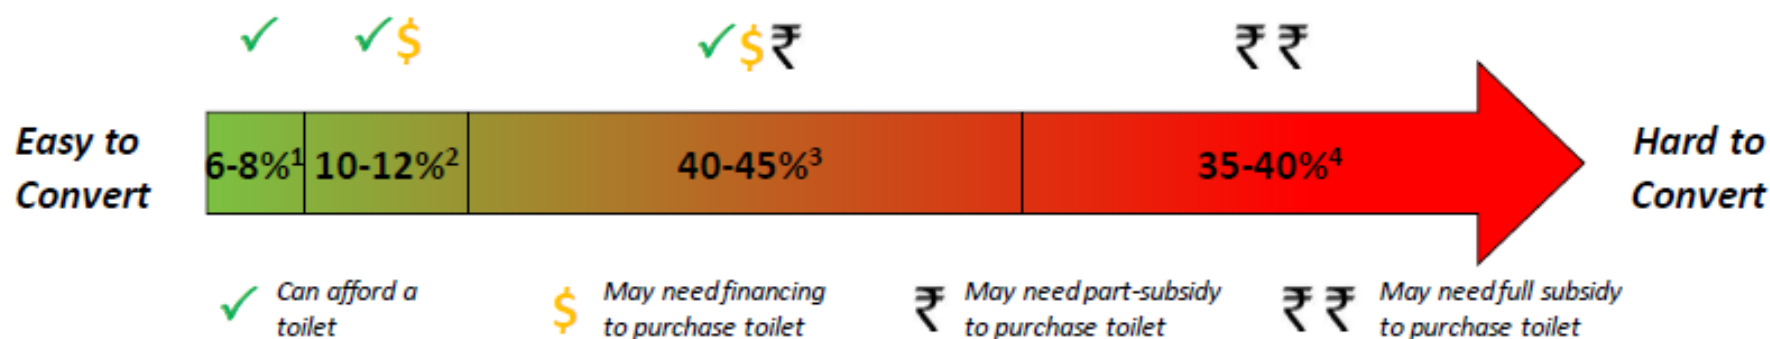 ✓ ✓$ ✓$₹ ₹ ₹
Easy to
Convert
6-8%¹ 10-12%² 40-45%³ 35-40%⁴
Hard to
Convert
✓ Can afford a
toilet
$ May need financing
to purchase toilet
₹ May need part-subsidy
to purchase toilet
₹ ₹ May need full subsidy
to purchase toilet